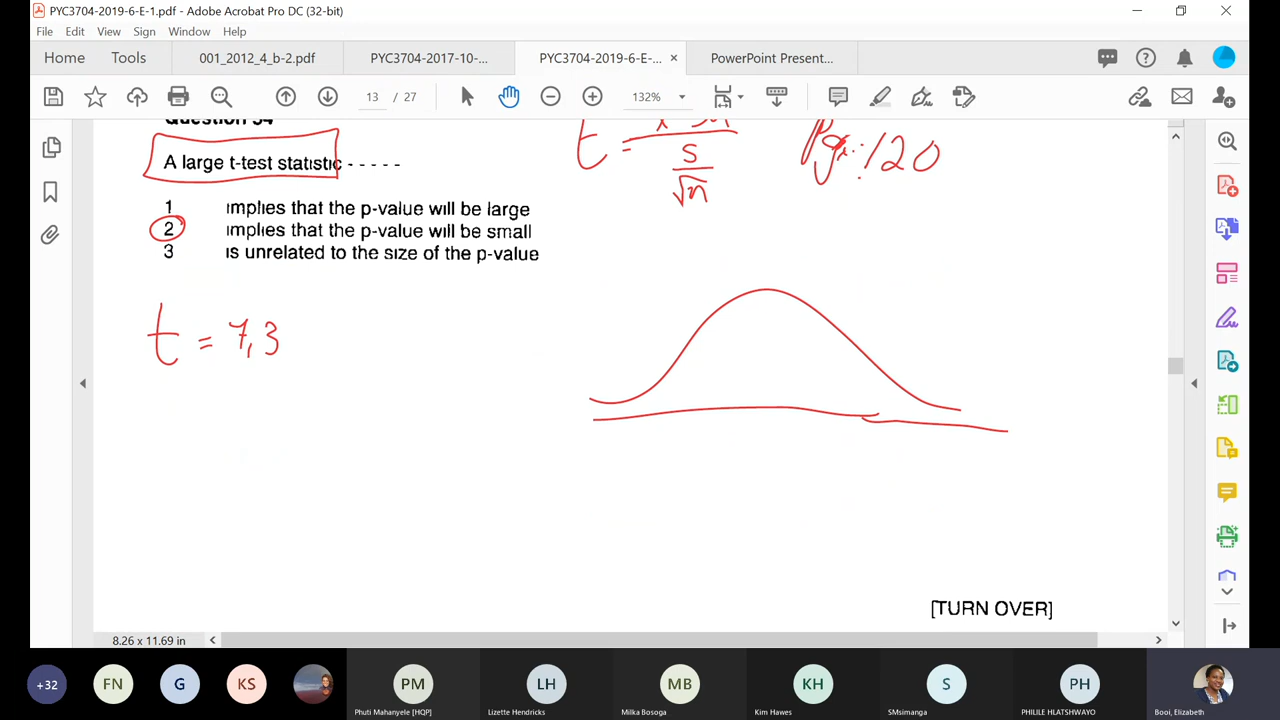 PYC3704-2019-6-E-1.pdf - Adobe Acrobat Pro DC (32-bit)
File Edit View Sign Window Help
Home Tools 001_2012_4_b-2.pdf PYC3704-2017-10-... PYC3704-2019-6-E-... × PowerPoint Present...
13 / 27 132%
Question 34
A large t-test statistic - - - - -
1 implies that the p-value will be large
2 implies that the p-value will be small
3 is unrelated to the size of the p-value
t =
s
√n
120
t = 7,3
[TURN OVER]
8.26 x 11.69 in
+32 FN G KS PM LH MB KH S PH
Phuti Mahanyele [HQP] Lizette Hendricks Milka Bosoga Kim Hawes SMsimanga PHILILE HLATSHWAYO Booi, Elizabeth